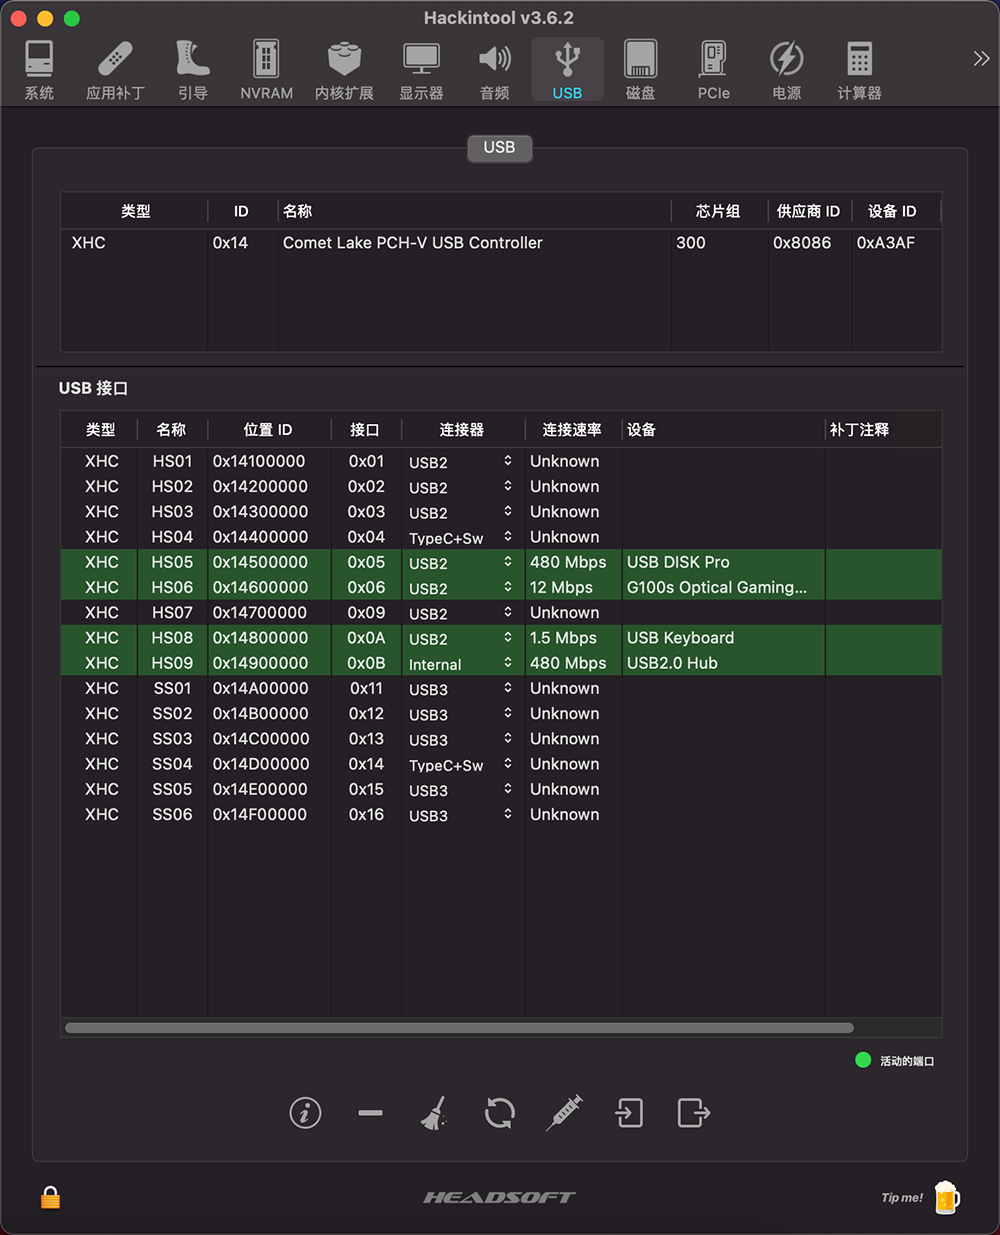 Hackintool v3.6.2
系统 应用补丁 引导 NVRAM 内核扩展 显示器 音频 USB 磁盘 PCIe 电源 计算器
USB
类型 ID 名称 芯片组 供应商 ID 设备 ID
XHC 0x14 Comet Lake PCH-V USB Controller 300 0x8086 0xA3AF
USB 接口
类型 名称 位置 ID 接口 连接器 连接速率 设备 补丁注释
XHC HS01 0x14100000 0x01 USB2 Unknown
XHC HS02 0x14200000 0x02 USB2 Unknown
XHC HS03 0x14300000 0x03 USB2 Unknown
XHC HS04 0x14400000 0x04 TypeC+Sw Unknown
XHC HS05 0x14500000 0x05 USB2 480 Mbps USB DISK Pro
XHC HS06 0x14600000 0x06 USB2 12 Mbps G100s Optical Gaming...
XHC HS07 0x14700000 0x09 USB2 Unknown
XHC HS08 0x14800000 0x0A USB2 1.5 Mbps USB Keyboard
XHC HS09 0x14900000 0x0B Internal 480 Mbps USB2.0 Hub
XHC SS01 0x14A00000 0x11 USB3 Unknown
XHC SS02 0x14B00000 0x12 USB3 Unknown
XHC SS03 0x14C00000 0x13 USB3 Unknown
XHC SS04 0x14D00000 0x14 TypeC+Sw Unknown
XHC SS05 0x14E00000 0x15 USB3 Unknown
XHC SS06 0x14F00000 0x16 USB3 Unknown
活动的端口
HEADSOFT
Tip me!